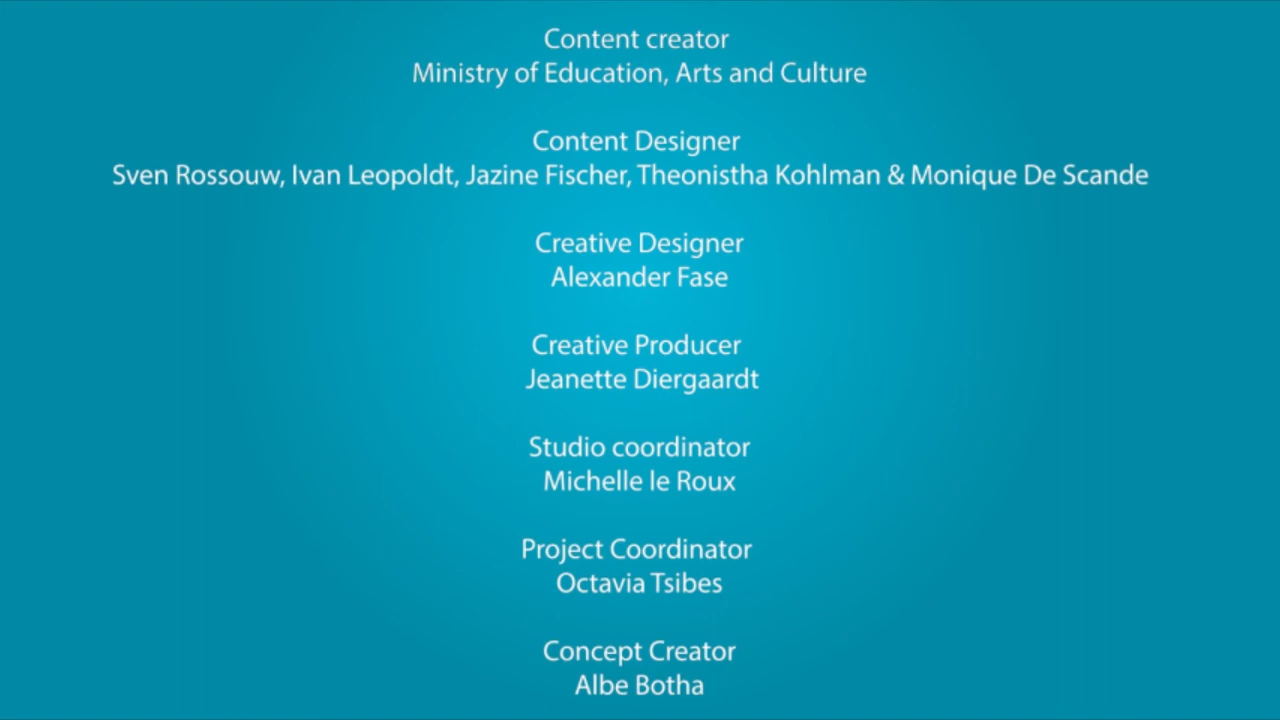 Content creator
Ministry of Education, Arts and Culture
Content Designer
Sven Rossouw, Ivan Leopoldt, Jazine Fischer, Theonistha Kohlman & Monique De Scande
Creative Designer
Alexander Fase
Creative Producer
Jeanette Diergaardt
Studio coordinator
Michelle le Roux
Project Coordinator
Octavia Tsibes
Concept Creator
Albe Botha